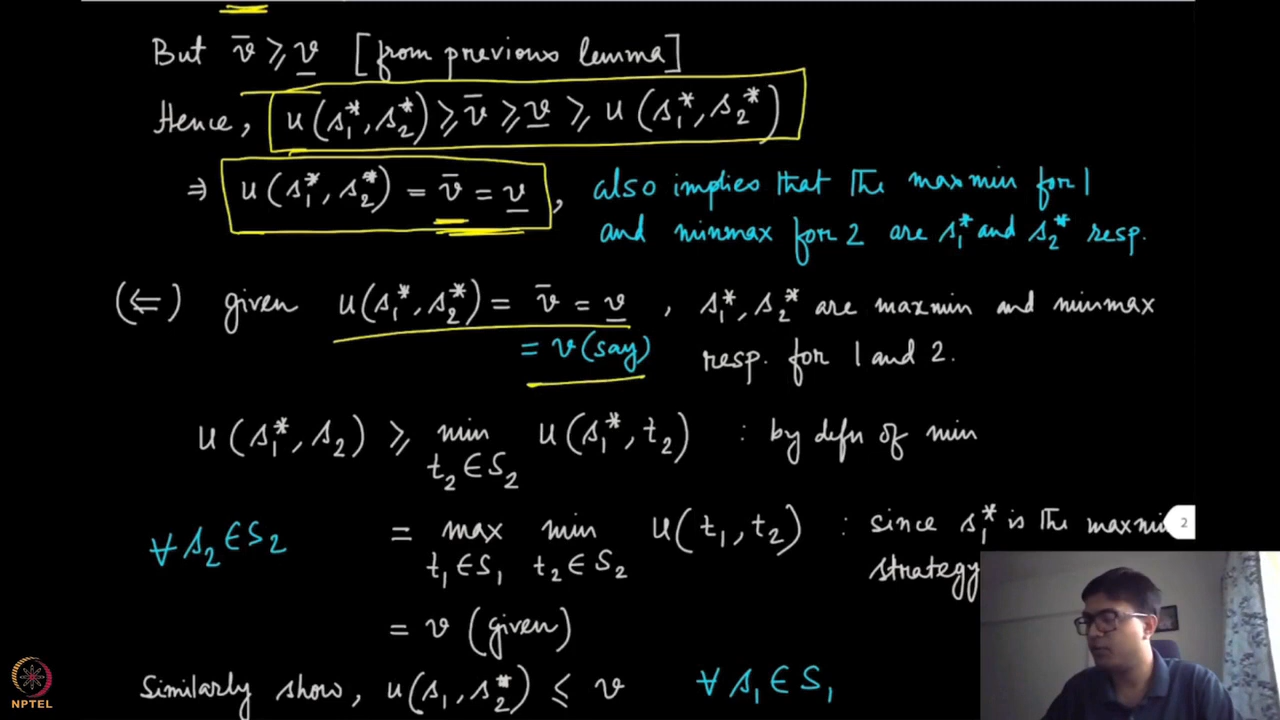 But v̄ ⩾ v̲ [from previous lemma]
Hence, u(s₁*, s₂*) ⩾ v̄ ⩾ v̲ ⩾ u(s₁*, s₂*)
⇒ u(s₁*, s₂*) = v̄ = v̲ , also implies that the maxmin for 1
and minmax for 2 are s₁* and s₂* resp.
(⇐) given u(s₁*, s₂*) = v̄ = v̲ , s₁*, s₂* are maxmin and minmax
= v (say) resp. for 1 and 2.
u(s₁*, s₂) ⩾ min u(s₁*, t₂) : by defn of min
t₂ ∈ S₂
∀ s₂ ∈ S₂ = max min u(t₁, t₂) : since s₁* is the maxmin
t₁ ∈ S₁ t₂ ∈ S₂ strategy
= v (given)
Similarly show, u(s₁, s₂*) ⩽ v ∀ s₁ ∈ S₁
2
NPTEL